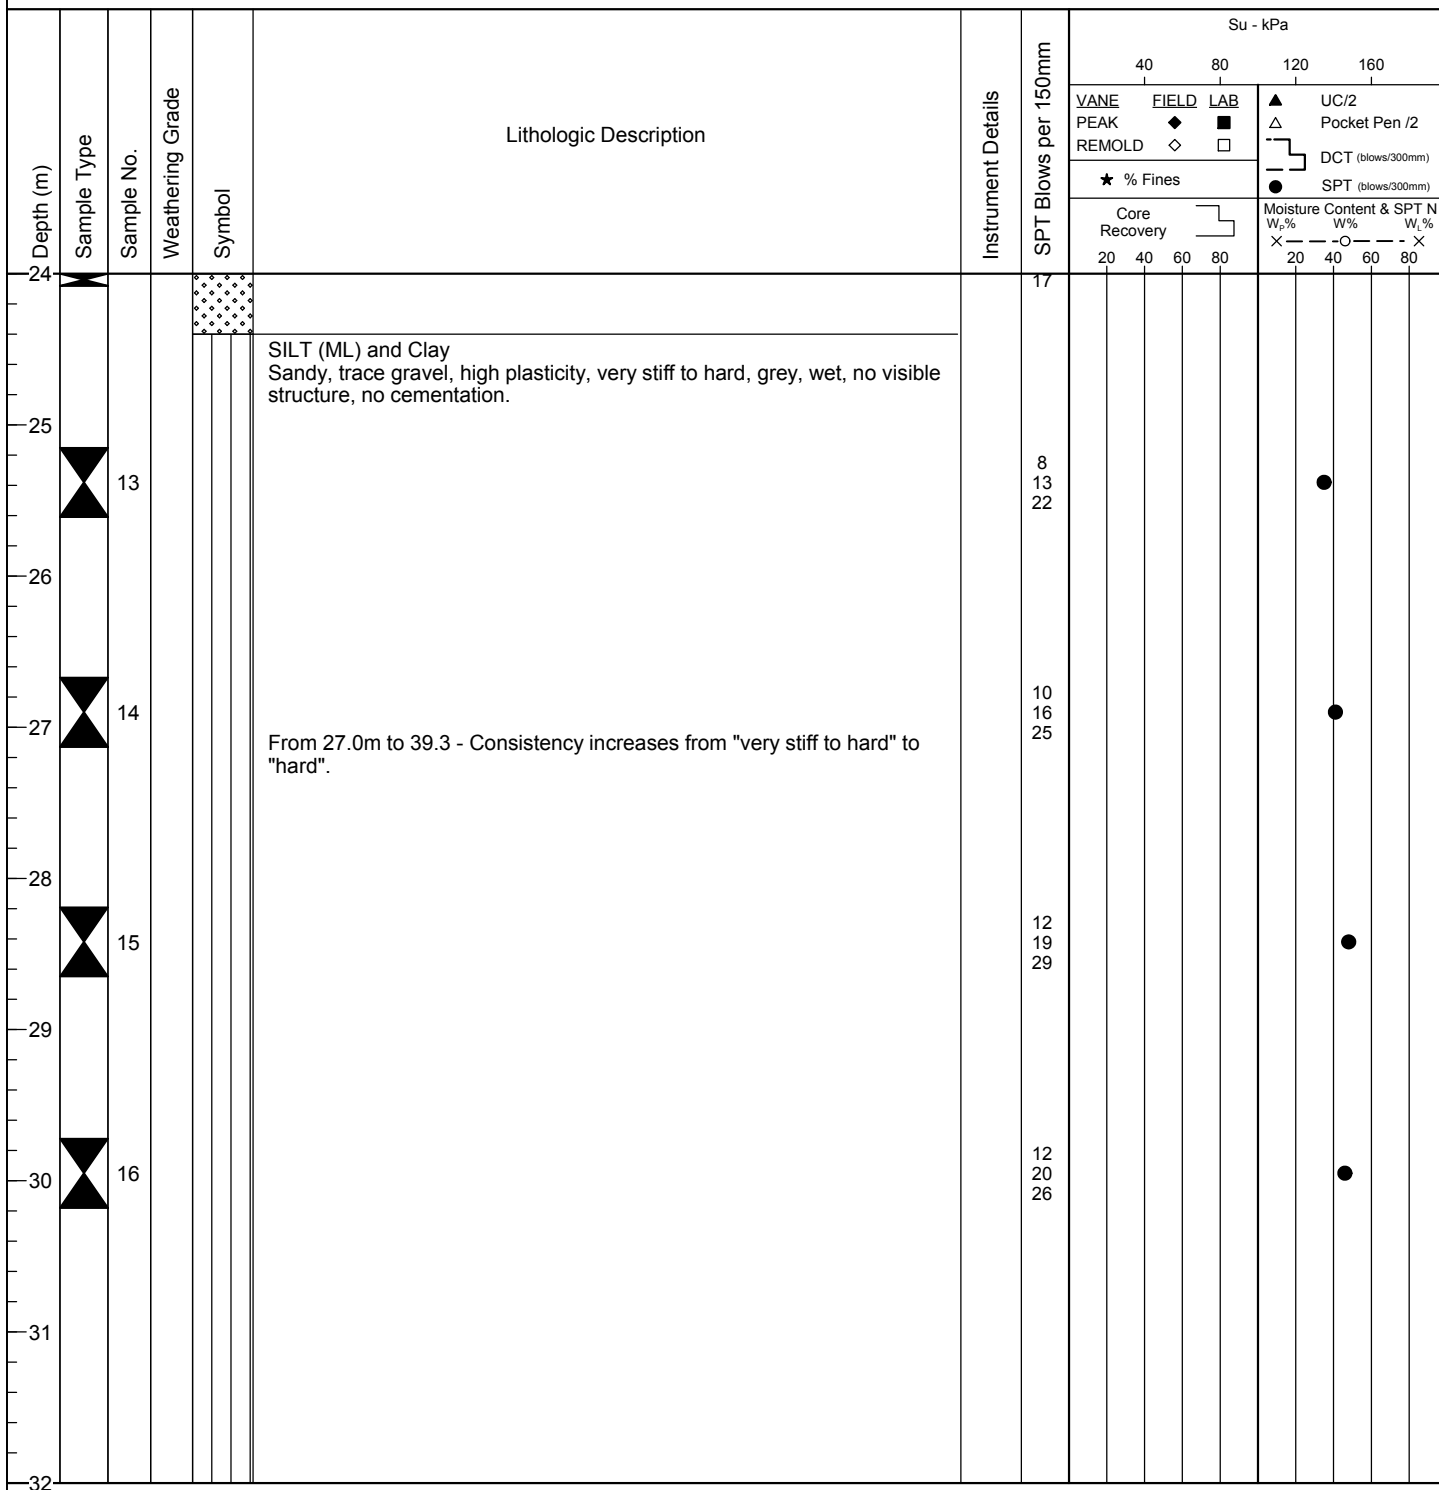 Su - kPa
40 80 120 160
Depth (m)
Sample Type
Sample No.
Weathering Grade
Symbol
Lithologic Description
Instrument Details
SPT Blows per 150mm
VANE FIELD LAB
PEAK ◆ ■
REMOLD ◇ □
★ % Fines
Core
Recovery
▲ UC/2
△ Pocket Pen /2
DCT (blows/300mm)
● SPT (blows/300mm)
Moisture Content & SPT N
WP% W% WL%
20 40 60 80 20 40 60 80
24
17
SILT (ML) and Clay
Sandy, trace gravel, high plasticity, very stiff to hard, grey, wet, no visible
structure, no cementation.
25
13
8
13
22
26
14
10
16
25
27
From 27.0m to 39.3 - Consistency increases from "very stiff to hard" to
"hard".
28
15
12
19
29
29
16
12
20
26
30
31
32